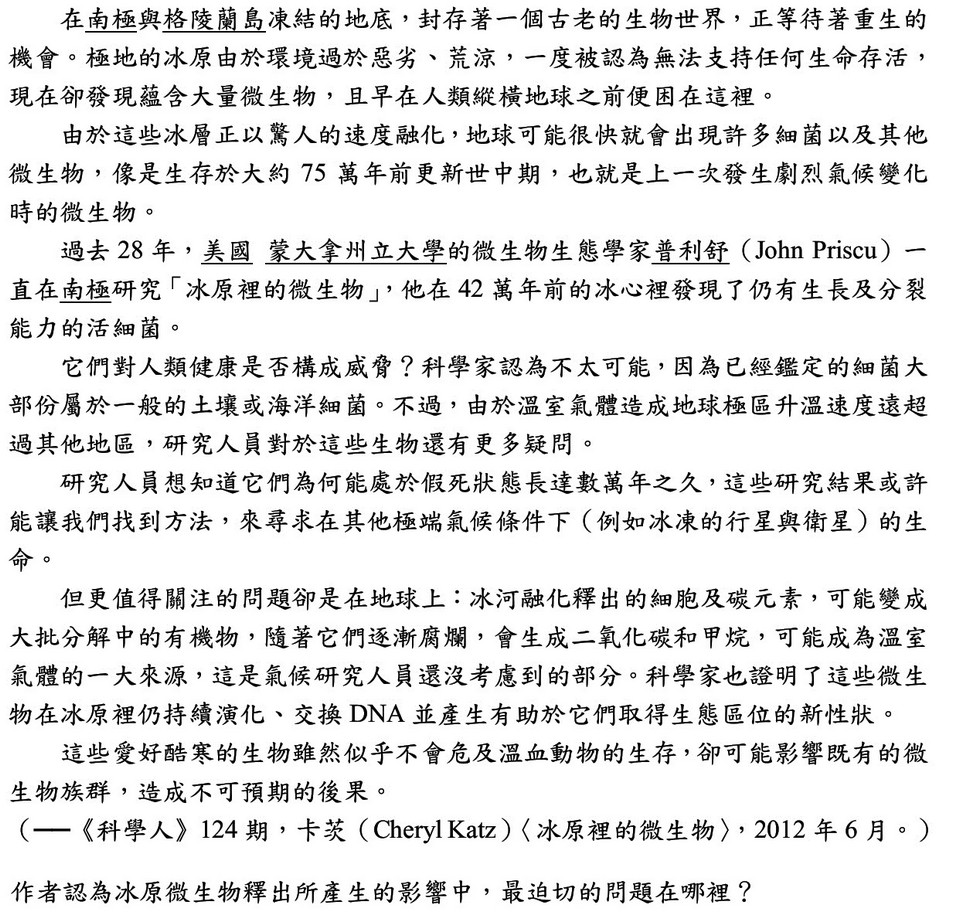 在南極與格陵蘭島凍結的地底，封存著一個古老的生物世界，正等待著重生的
機會。極地的冰原由於環境過於惡劣、荒涼，一度被認為無法支持任何生命存活，
現在卻發現蘊含大量微生物，且早在人類縱橫地球之前便困在這裡。
由於這些冰層正以驚人的速度融化，地球可能很快就會出現許多細菌以及其他
微生物，像是生存於大約 75 萬年前更新世中期，也就是上一次發生劇烈氣候變化
時的微生物。
過去 28 年，美國 蒙大拿州立大學的微生物生態學家普利舒（John Priscu）一
直在南極研究「冰原裡的微生物」，他在 42 萬年前的冰心裡發現了仍有生長及分裂
能力的活細菌。
它們對人類健康是否構成威脅？科學家認為不太可能，因為已經鑑定的細菌大
部份屬於一般的土壤或海洋細菌。不過，由於溫室氣體造成地球極區升溫速度遠超
過其他地區，研究人員對於這些生物還有更多疑問。
研究人員想知道它們為何能處於假死狀態長達數萬年之久，這些研究結果或許
能讓我們找到方法，來尋求在其他極端氣候條件下（例如冰凍的行星與衛星）的生
命。
但更值得關注的問題卻是在地球上：冰河融化釋出的細胞及碳元素，可能變成
大批分解中的有機物，隨著它們逐漸腐爛，會生成二氧化碳和甲烷，可能成為溫室
氣體的一大來源，這是氣候研究人員還沒考慮到的部分。科學家也證明了這些微生
物在冰原裡仍持續演化、交換 DNA 並產生有助於它們取得生態區位的新性狀。
這些愛好酷寒的生物雖然似乎不會危及溫血動物的生存，卻可能影響既有的微
生物族群，造成不可預期的後果。
（──《科學人》124 期，卡茨（Cheryl Katz）〈冰原裡的微生物〉，2012 年 6 月。）
作者認為冰原微生物釋出所產生的影響中，最迫切的問題在哪裡？